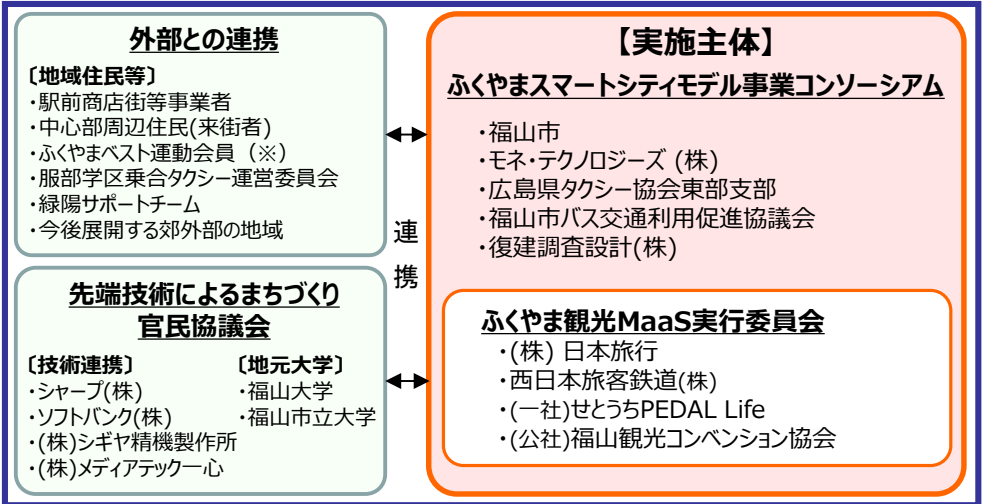 外部との連携
〔地域住民等〕
・駅前商店街等事業者
・中心部周辺住民(来街者)
・ふくやまベスト運動会員（※）
・服部学区乗合タクシー運営委員会
・緑陽サポートチーム
・今後展開する郊外部の地域
先端技術によるまちづくり
官民協議会
〔技術連携〕
・シャープ(株)
・ソフトバンク(株)
・(株)シギヤ精機製作所
・(株)メディアテック一心
〔地元大学〕
・福山大学
・福山市立大学
連
携
【実施主体】
ふくやまスマートシティモデル事業コンソーシアム
・福山市
・モネ・テクノロジーズ (株)
・広島県タクシー協会東部支部
・福山市バス交通利用促進協議会
・復建調査設計(株)
ふくやま観光MaaS実行委員会
・(株) 日本旅行
・西日本旅客鉄道(株)
・(一社)せとうちPEDAL Life
・(公社)福山観光コンベンション協会